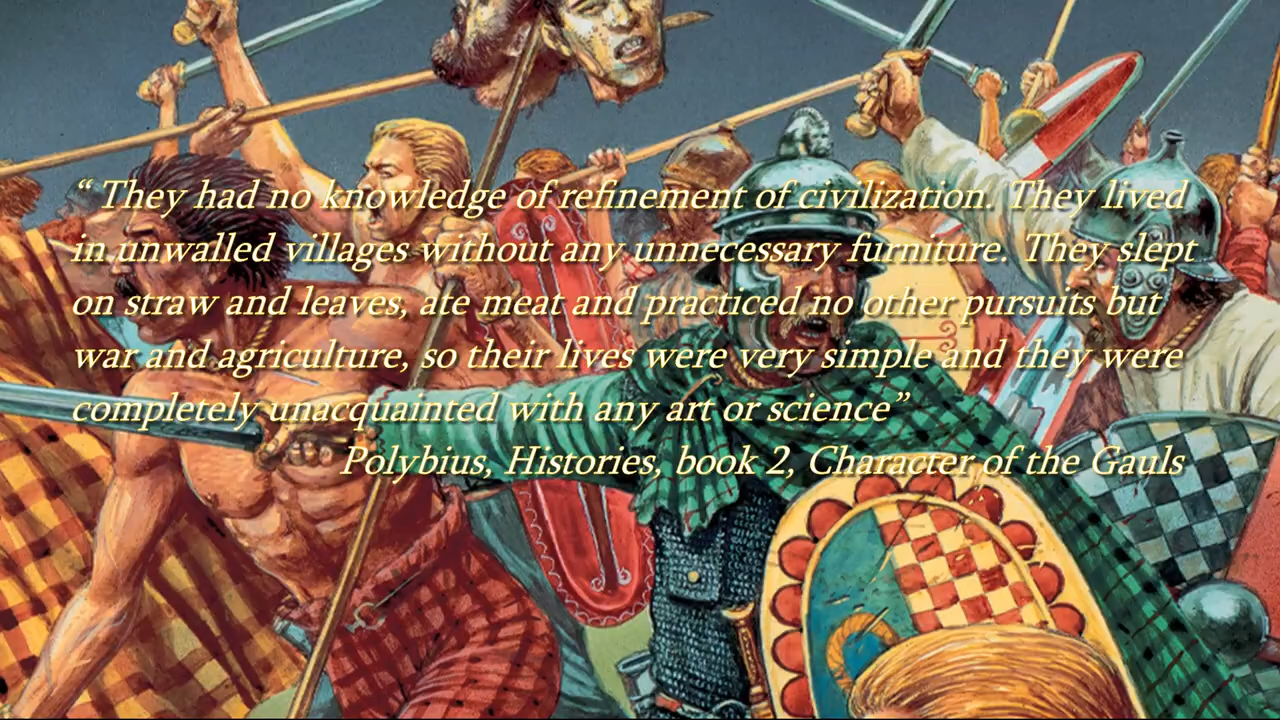 “ They had no knowledge of refinement of civilization. They lived
in unwalled villages without any unnecessary furniture. They slept
on straw and leaves, ate meat and practiced no other pursuits but
war and agriculture, so their lives were very simple and they were
completely unacquainted with any art or science”
Polybius, Histories, book 2, Character of the Gauls